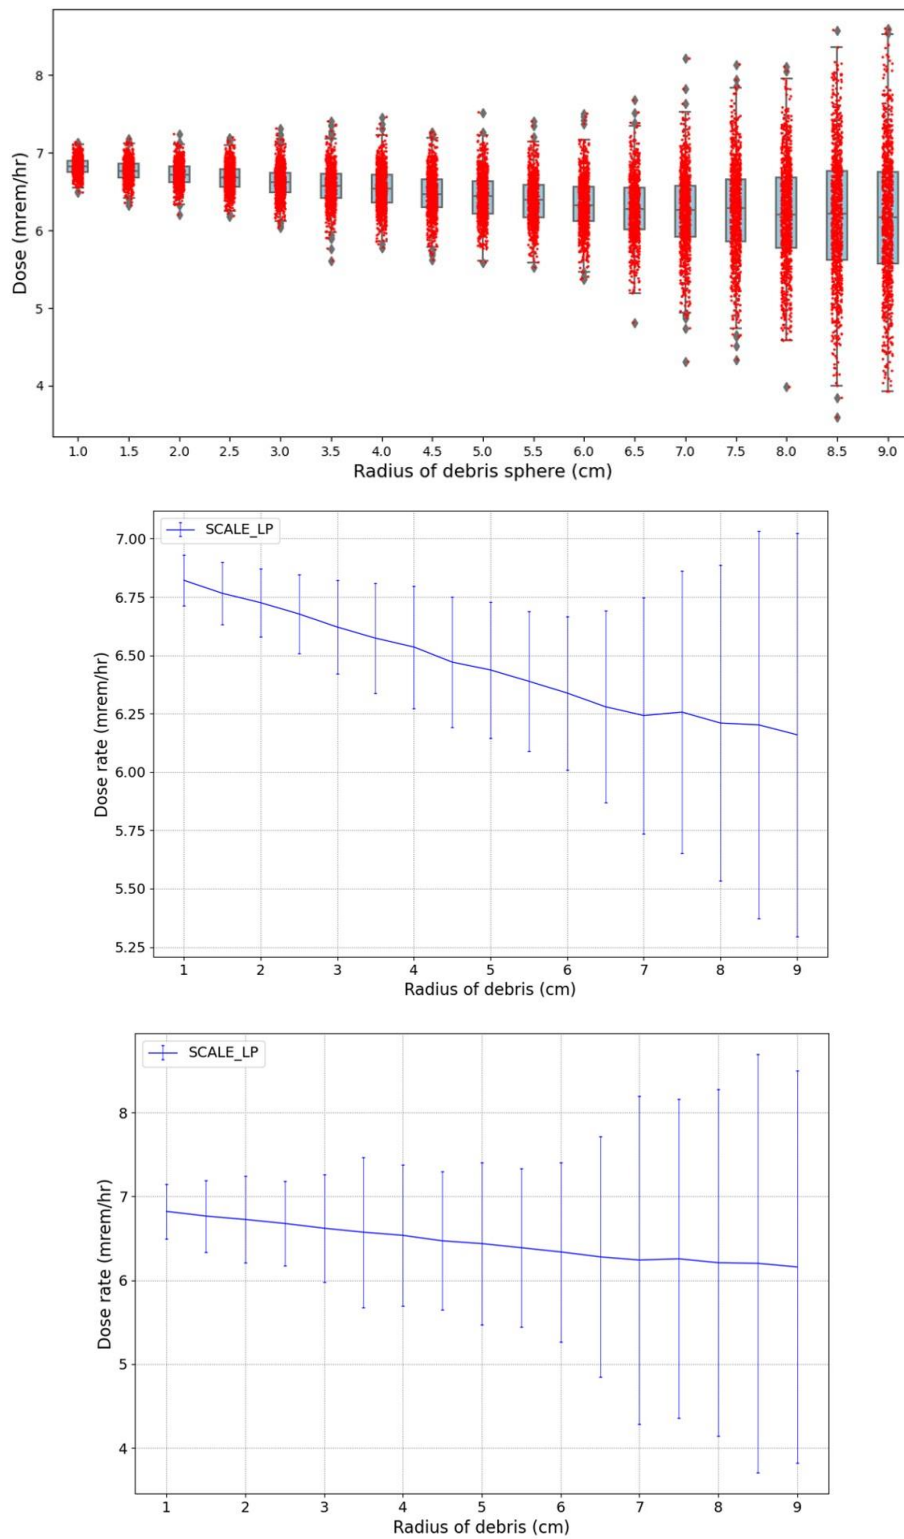 8
7
6
5
4
Dose (mrem/hr)
1.0 1.5 2.0 2.5 3.0 3.5 4.0 4.5 5.0 5.5 6.0 6.5 7.0 7.5 8.0 8.5 9.0
Radius of debris sphere (cm)
SCALE_LP
7.00
6.75
6.50
6.25
6.00
5.75
5.50
5.25
Dose rate (mrem/hr)
1 2 3 4 5 6 7 8 9
Radius of debris (cm)
SCALE_LP
8
7
6
5
4
Dose rate (mrem/hr)
1 2 3 4 5 6 7 8 9
Radius of debris (cm)